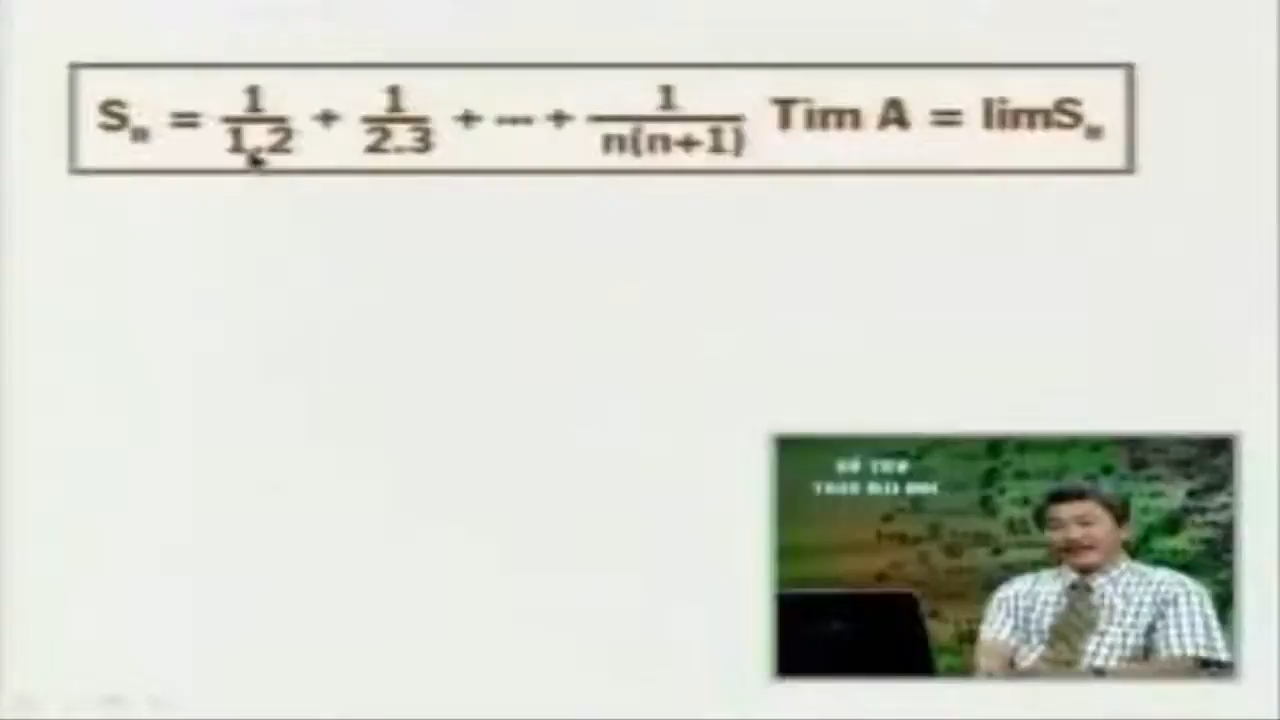 Sₙ = 1/1.2 + 1/2.3 + ... + 1/n(n+1) Tim A = limSₙ